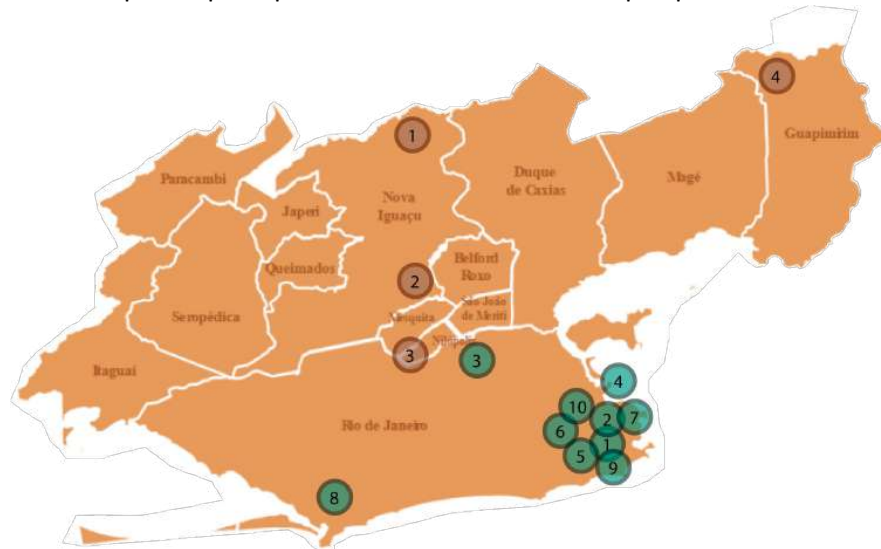 4
Guapimirim
1
Duque
de Caxias
Magé
Paracambi
Nova
Iguaçu
Japeri
Belford
Roxo
Queimados
2
São João
de Meriti
Seropédica
Mesquita
3
3
Itaguaí
4
10
2
7
Rio de Janeiro
6
1
5
9
8